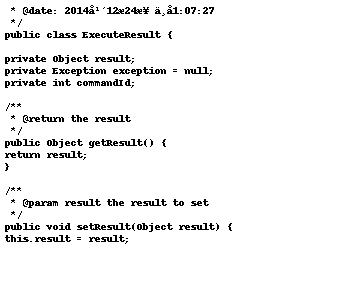 * @date: 2014å¹´12æ24æ¥ ä¸å1:07:27
*/
public class ExecuteResult {
private Object result;
private Exception exception = null;
private int commandId;
/**
* @return the result
*/
public Object getResult() {
return result;
}
/**
* @param result the result to set
*/
public void setResult(Object result) {
this.result = result;